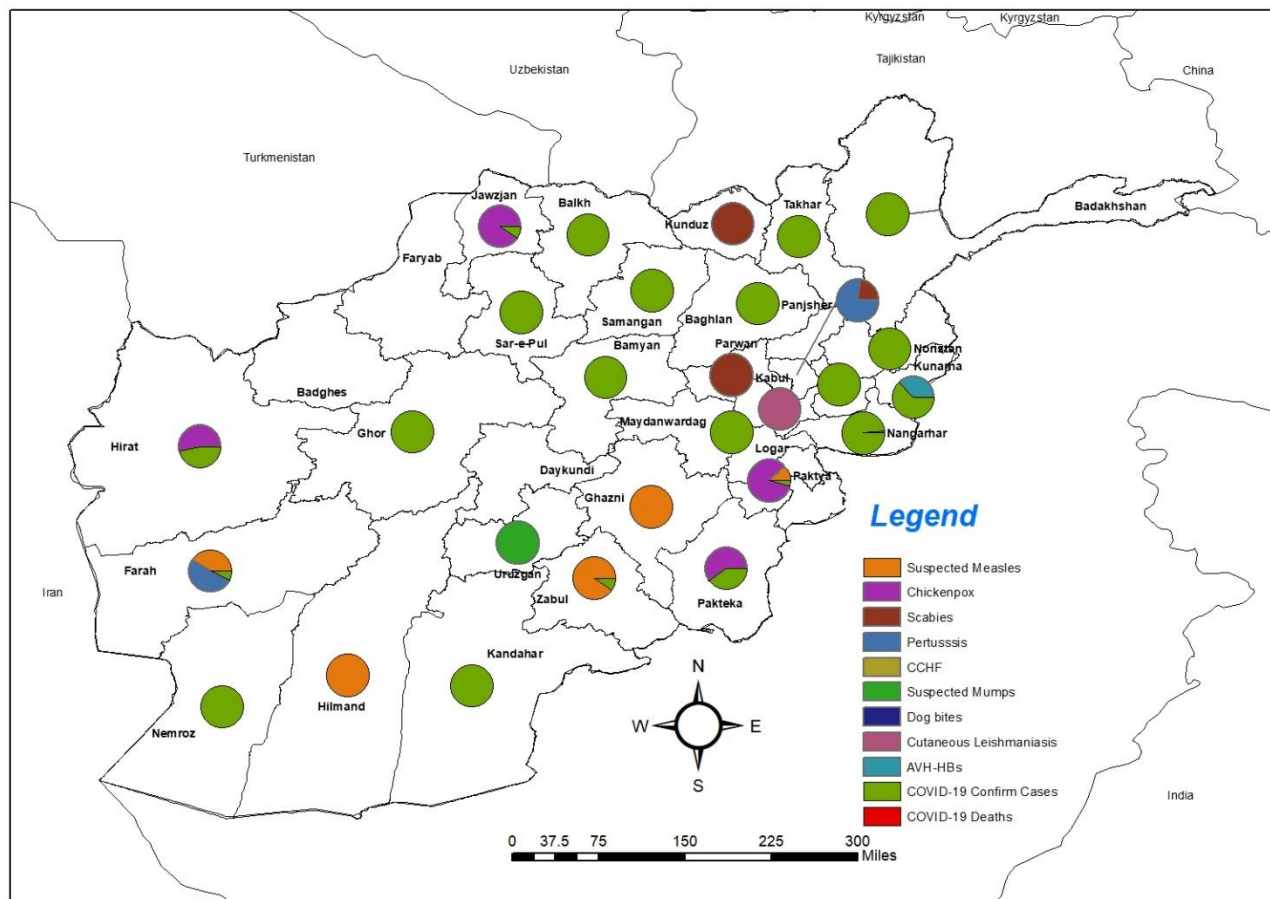 Kyrgyzstan
Kyrgyzstan
Uzbekistan
Tajikistan
China
Turkmenistan
Jawzjan
Balkh
Kunduz
Takhar
Badakhshan
Faryab
Samangan
Baghlan
Panjsher
Sar-e-Pul
Bamyan
Parwan
Kabul
Nonstan
Kunarha
Badghes
Hirat
Ghor
Maydanwardag
Nangarhar
Logar
Daykundi
Ghazni
Paktya
Farah
Uruzgan
Zabul
Pakteka
Iran
Kandahar
Hilmand
Nemroz
India
Legend
Suspected Measles
Chickenpox
Scabies
Pertusssis
CCHF
Suspected Mumps
Dog bites
Cutaneous Leishmaniasis
AVH-HBs
COVID-19 Confirm Cases
COVID-19 Deaths
N
W E
S
0 37.5 75 150 225 300
Miles